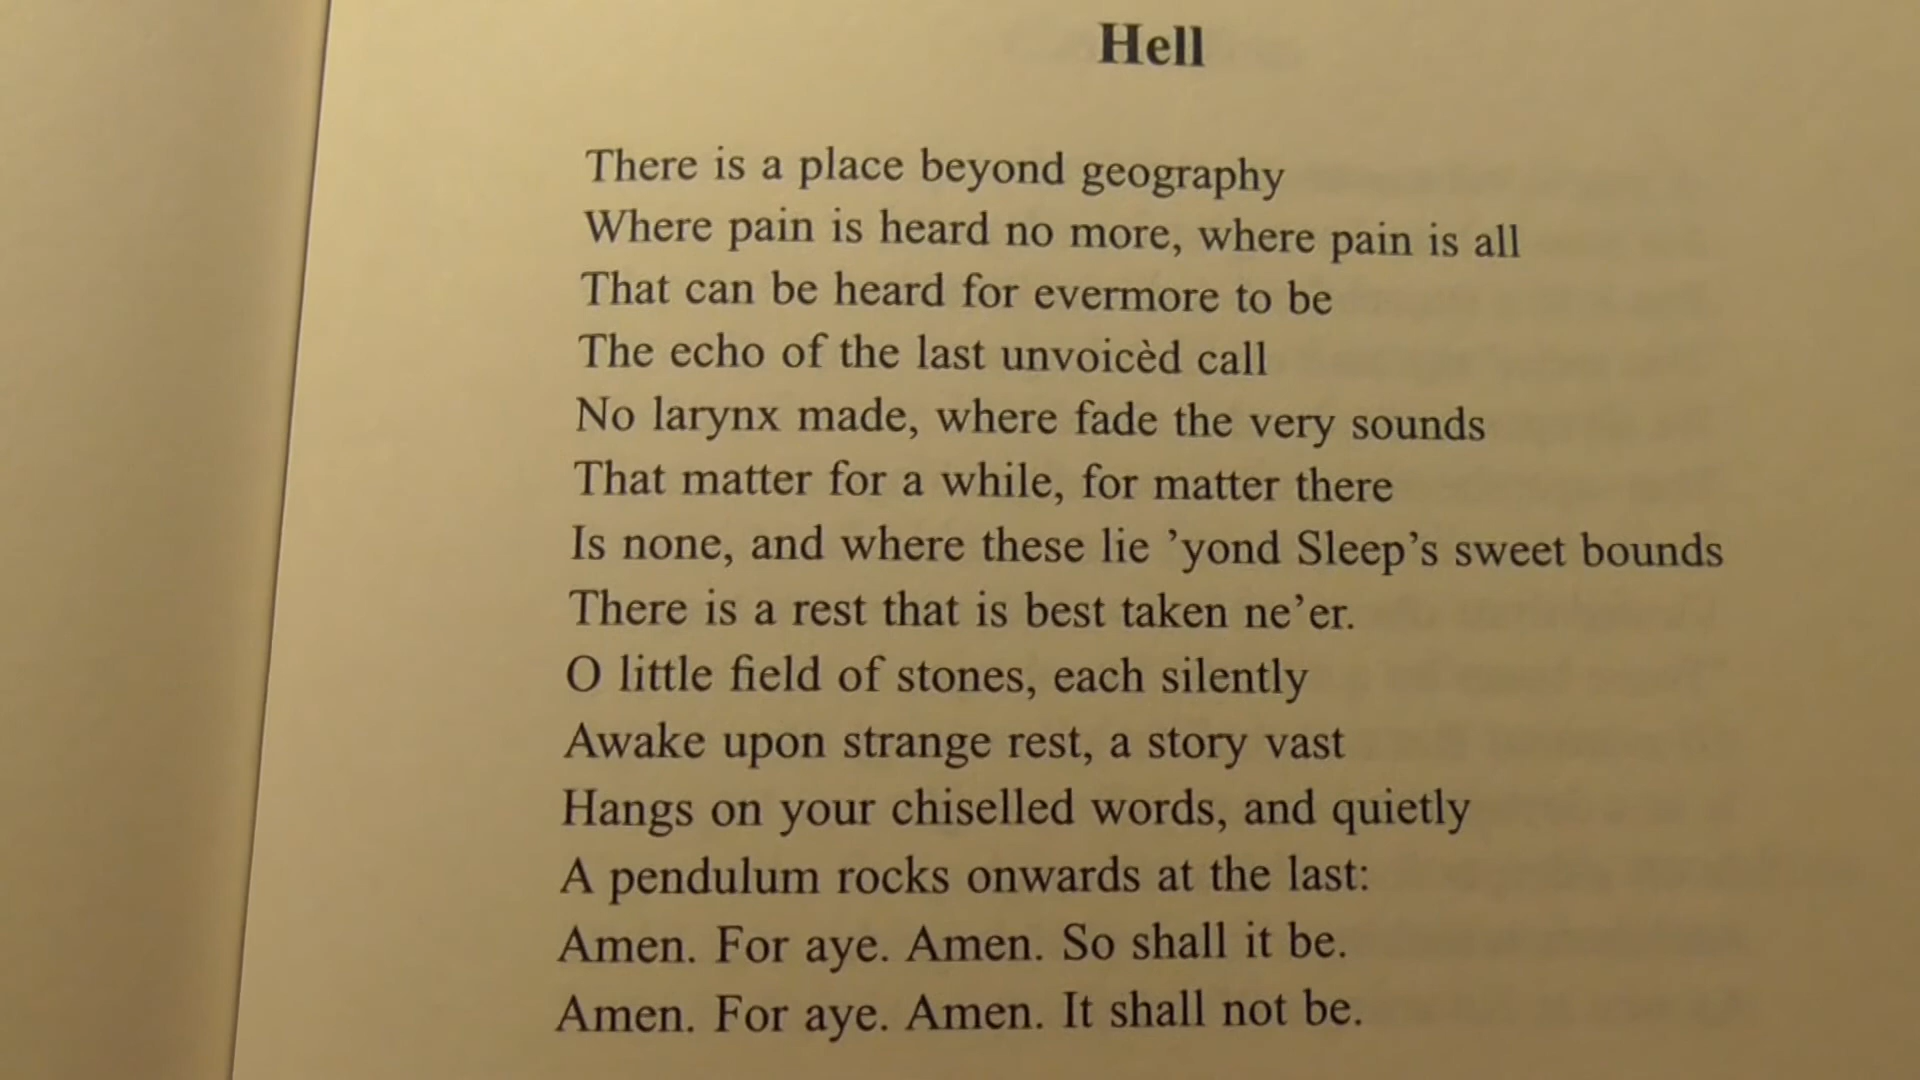 Hell
There is a place beyond geography
Where pain is heard no more, where pain is all
That can be heard for evermore to be
The echo of the last unvoicèd call
No larynx made, where fade the very sounds
That matter for a while, for matter there
Is none, and where these lie ’yond Sleep’s sweet bounds
There is a rest that is best taken ne’er.
O little field of stones, each silently
Awake upon strange rest, a story vast
Hangs on your chiselled words, and quietly
A pendulum rocks onwards at the last:
Amen. For aye. Amen. So shall it be.
Amen. For aye. Amen. It shall not be.